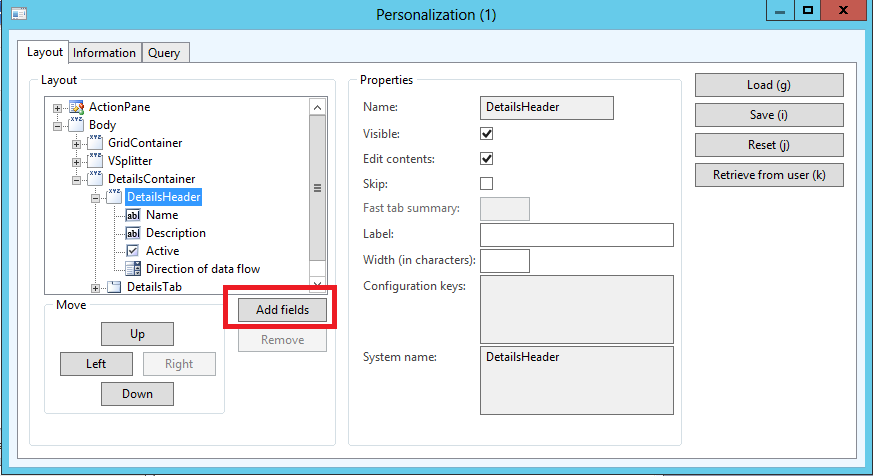 Personalization (1)
Layout
Information
Query
Layout
ActionPane
Body
GridContainer
VSplitter
DetailsContainer
DetailsHeader
Name
Description
Active
Direction of data flow
DetailsTab
Move
Up
Left
Right
Down
Add fields
Remove
Properties
Name: DetailsHeader
Visible:
Edit contents:
Skip:
Fast tab summary:
Label:
Width (in characters):
Configuration keys:
System name: DetailsHeader
Load (g)
Save (i)
Reset (j)
Retrieve from user (k)